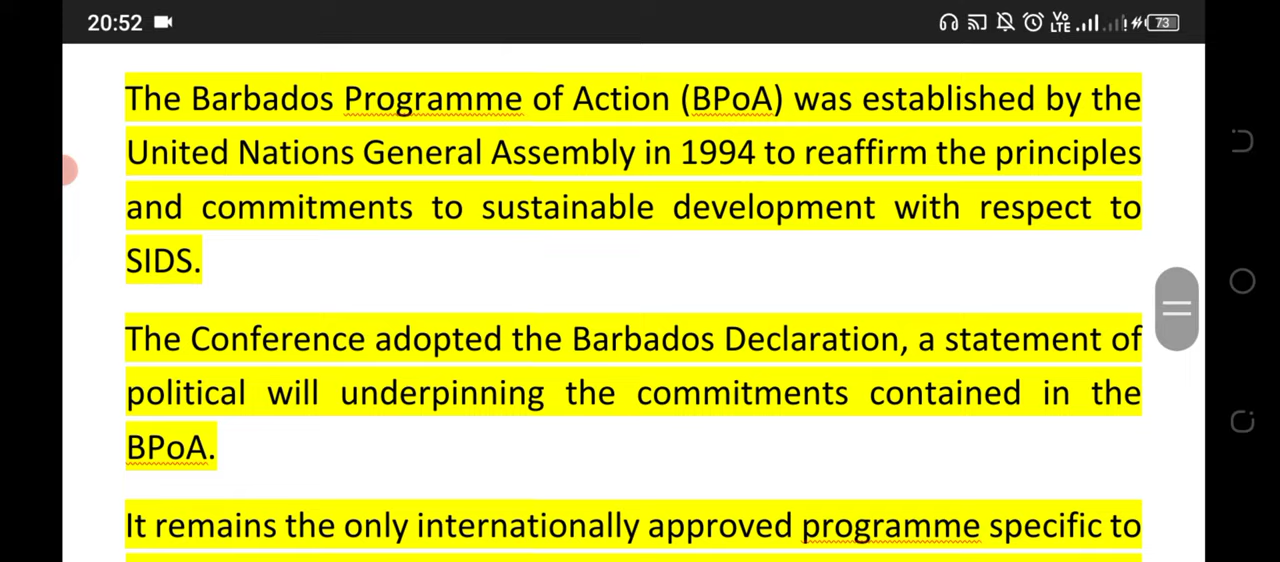 20:52 Vo LTE 73
The Barbados Programme of Action (BPoA) was established by the
United Nations General Assembly in 1994 to reaffirm the principles
and commitments to sustainable development with respect to
SIDS.
The Conference adopted the Barbados Declaration, a statement of
political will underpinning the commitments contained in the
BPoA.
It remains the only internationally approved programme specific to